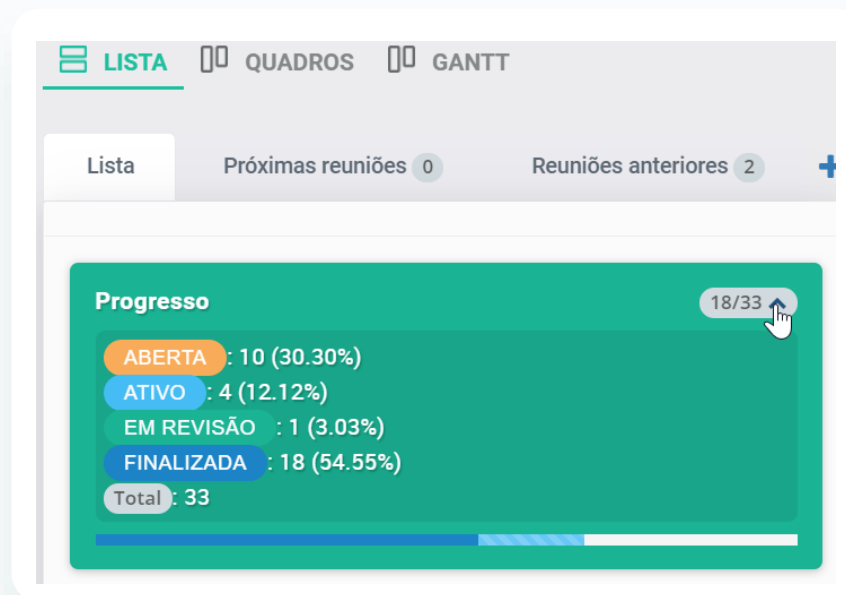 LISTA QUADROS GANTT
Lista Próximas reuniões 0 Reuniões anteriores 2 +
Progresso 18/33
ABERTA : 10 (30.30%)
ATIVO : 4 (12.12%)
EM REVISÃO : 1 (3.03%)
FINALIZADA : 18 (54.55%)
Total : 33